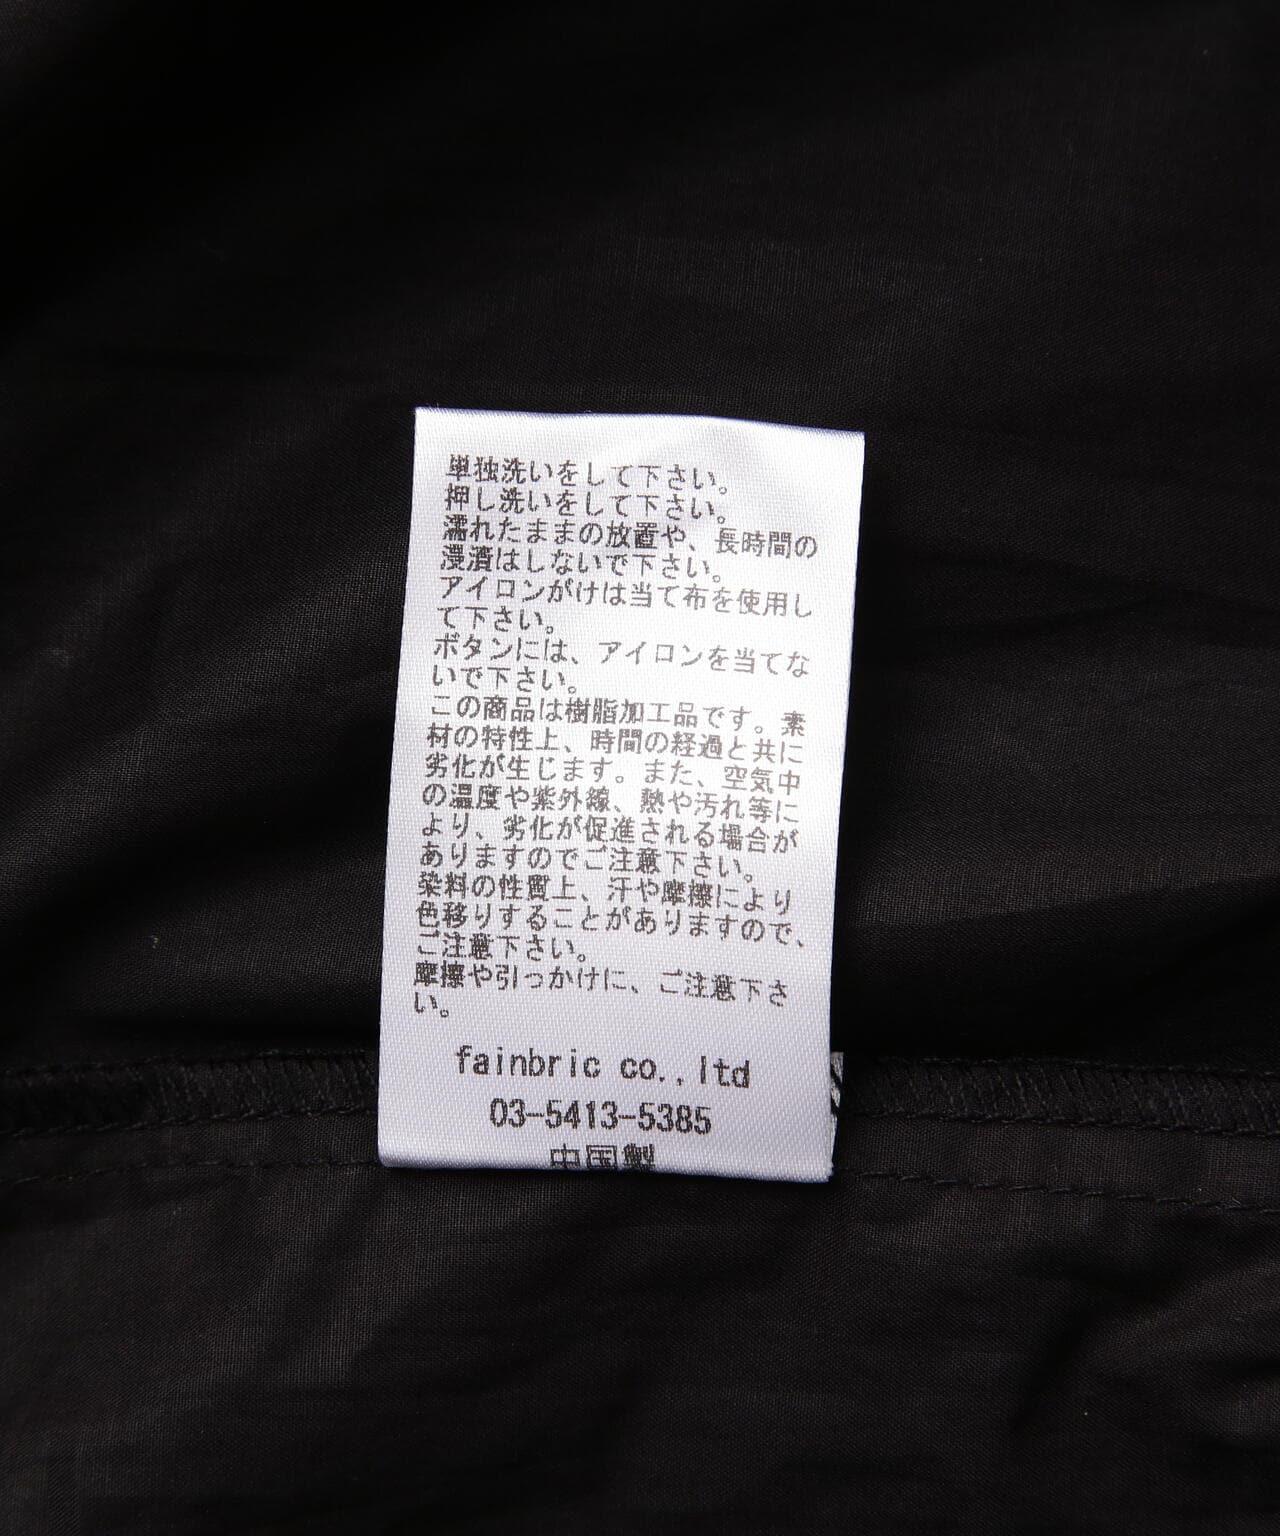 単独洗いをして下さい。
押し洗いをして下さい。
濡れたままの放置や、長時間の
浸漬はしないで下さい。
アイロンがけは当て布を使用し
て下さい。
ボタンには、アイロンを当てな
いで下さい。
この商品は樹脂加工品です。素
材の特性上、時間の経過と共に
劣化が生じます。また、空気中
の温度や紫外線、熱や汚れ等に
より、劣化が促進される場合が
ありますのでご注意下さい。
染料の性質上、汗や摩擦により
色移りすることがありますので、
ご注意下さい。
摩擦や引っかけに、ご注意下さ
い。
fainbric co.,ltd
03-5413-5385
中国製